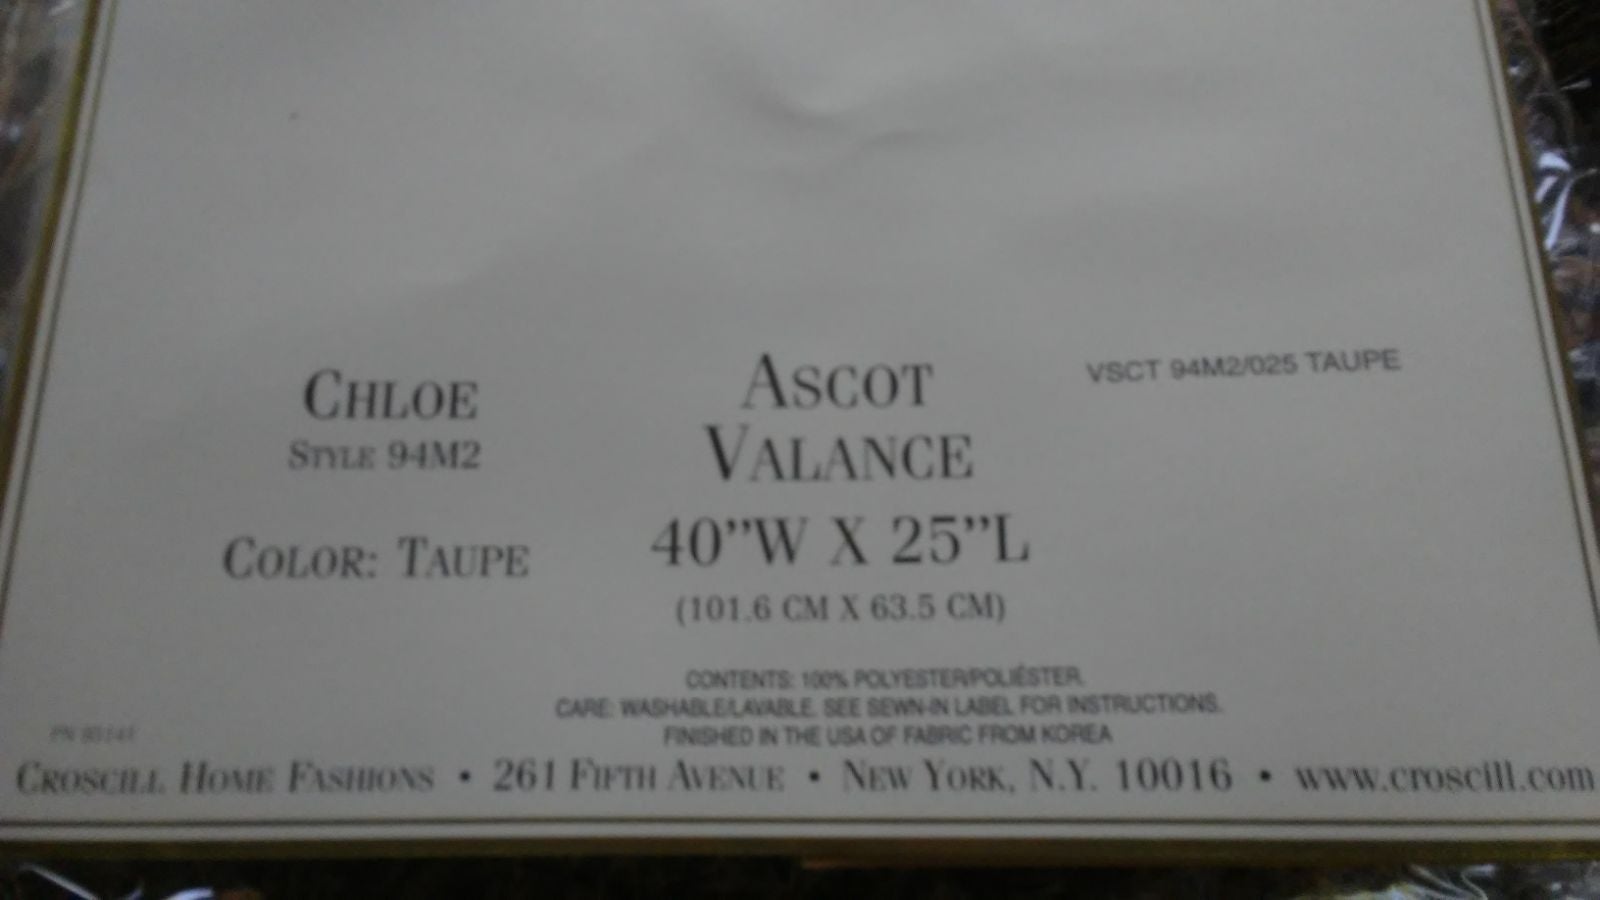 CHLOE
STYLE 94M2
COLOR: TAUPE
ASCOT
VALANCE
40”W X 25”L
(101.6 CM X 63.5 CM)
VSCT 94M2/025 TAUPE
CONTENTS: 100% POLYESTER/POLIÉSTER.
CARE: WASHABLE/LAVABLE. SEE SEWN-IN LABEL FOR INSTRUCTIONS.
FINISHED IN THE USA OF FABRIC FROM KOREA
CROSCILL HOME FASHIONS • 261 FIFTH AVENUE • NEW YORK, N.Y. 10016 • www.croscill.com